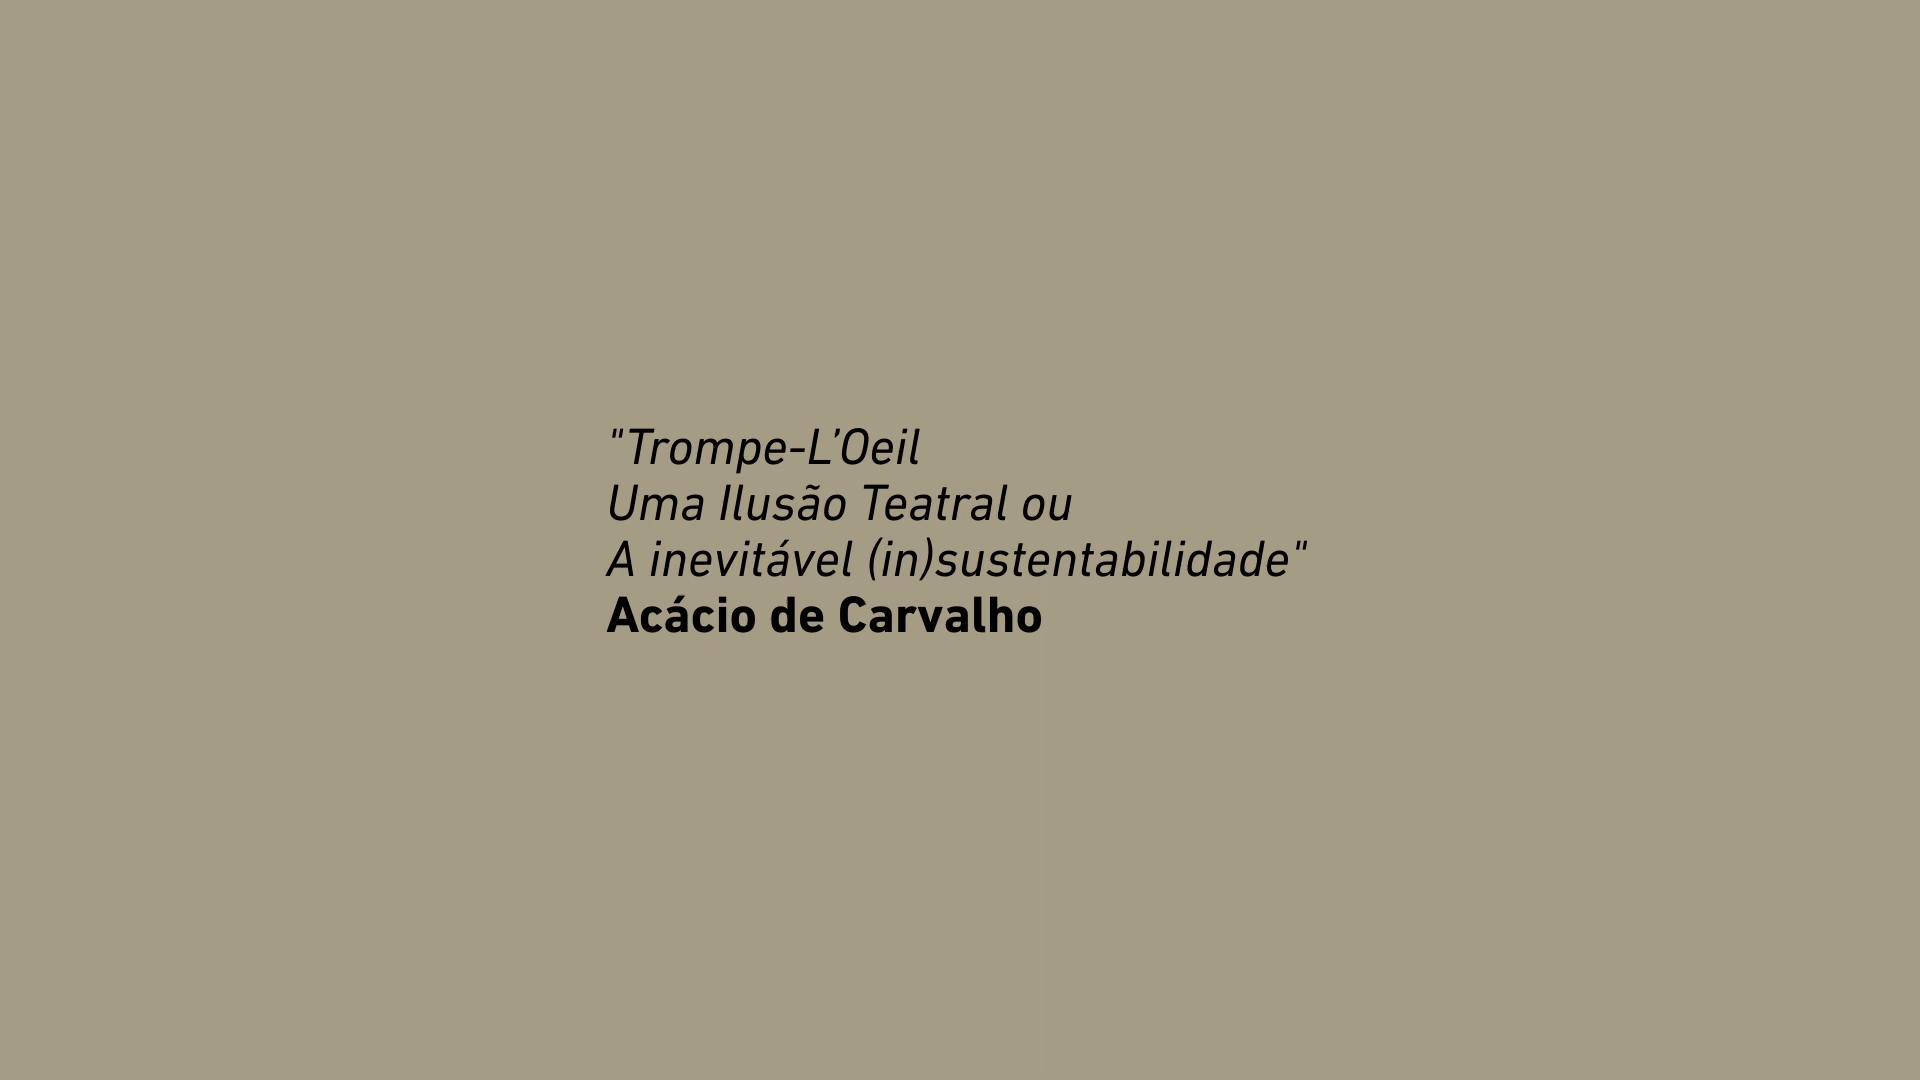 "Trompe-L’Oeil
Uma Ilusão Teatral ou
A inevitável (in)sustentabilidade"
Acácio de Carvalho